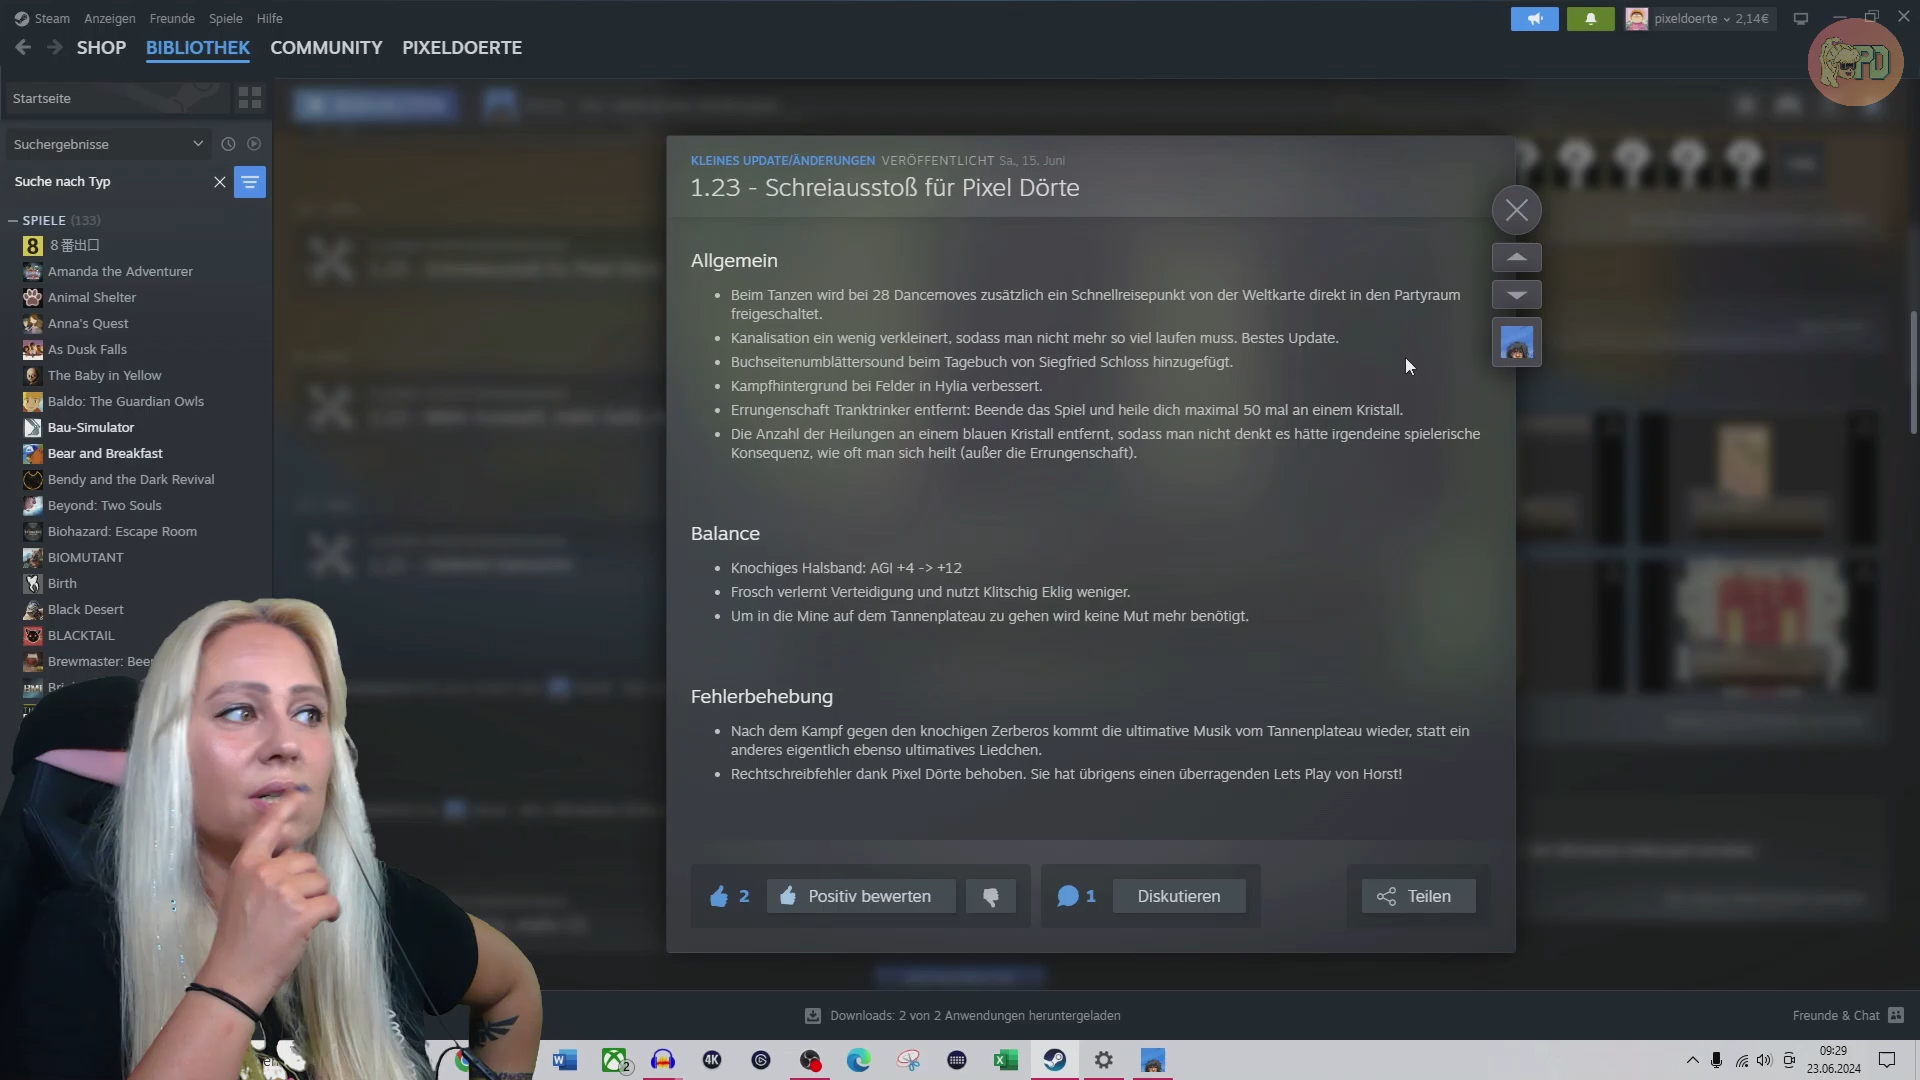 Steam Anzeigen Freunde Spiele Hilfe
pixeldoerte 2,14€
SHOP BIBLIOTHEK COMMUNITY PIXELDOERTE
PD
Startseite
Suchergebnisse
Suche nach Typ
SPIELE (133)
8番出口
Amanda the Adventurer
Animal Shelter
Anna's Quest
As Dusk Falls
The Baby in Yellow
Baldo: The Guardian Owls
Bau-Simulator
Bear and Breakfast
Bendy and the Dark Revival
Beyond: Two Souls
Biohazard: Escape Room
BIOMUTANT
Birth
Black Desert
BLACKTAIL
Brewmaster: Beer
KLEINES UPDATE/ÄNDERUNGEN VERÖFFENTLICHT Sa., 15. Juni
1.23 - Schreiausstoß für Pixel Dörte
Allgemein
Beim Tanzen wird bei 28 Dancemoves zusätzlich ein Schnellreisepunkt von der Weltkarte direkt in den Partyraum
freigeschaltet.
Kanalisation ein wenig verkleinert, sodass man nicht mehr so viel laufen muss. Bestes Update.
Buchseitenumblättersound beim Tagebuch von Siegfried Schloss hinzugefügt.
Kampfhintergrund bei Felder in Hylia verbessert.
Errungenschaft Tranktrinker entfernt: Beende das Spiel und heile dich maximal 50 mal an einem Kristall.
Die Anzahl der Heilungen an einem blauen Kristall entfernt, sodass man nicht denkt es hätte irgendeine spielerische
Konsequenz, wie oft man sich heilt (außer die Errungenschaft).
Balance
Knochiges Halsband: AGI +4 -> +12
Frosch verlernt Verteidigung und nutzt Klitschig Eklig weniger.
Um in die Mine auf dem Tannenplateau zu gehen wird keine Mut mehr benötigt.
Fehlerbehebung
Nach dem Kampf gegen den knochigen Zerberos kommt die ultimative Musik vom Tannenplateau wieder, statt ein
anderes eigentlich ebenso ultimatives Liedchen.
Rechtschreibfehler dank Pixel Dörte behoben. Sie hat übrigens einen überragenden Lets Play von Horst!
2 Positiv bewerten 1 Diskutieren Teilen
Downloads: 2 von 2 Anwendungen heruntergeladen
Freunde & Chat
4K
09:29
23.06.2024